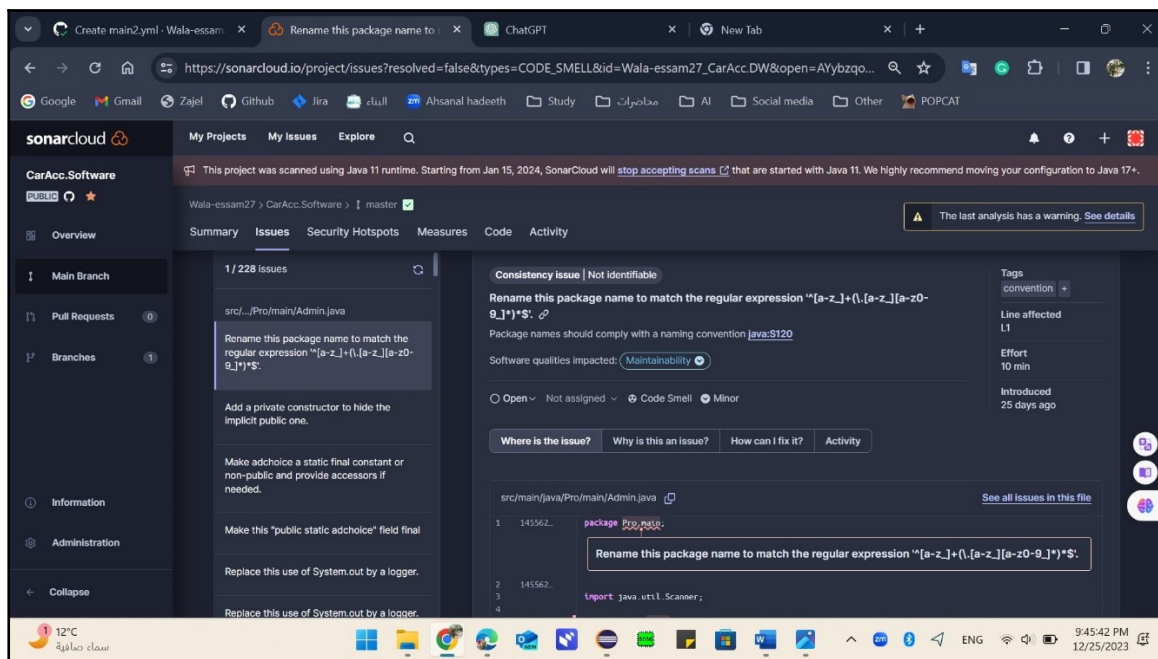 Create main2.yml · Wala-essam
Rename this package name to r
ChatGPT
New Tab
https://sonarcloud.io/project/issues?resolved=false&types=CODE_SMELL&id=Wala-essam27_CarAcc.DW&open=AYybzqo...
Google
Gmail
Zajel
Github
Jira
البناء
Ahsanal hadeeth
Study
محاضرات
AI
Social media
Other
POPCAT
sonarcloud
My Projects
My Issues
Explore
CarAcc.Software
PUBLIC
This project was scanned using Java 11 runtime. Starting from Jan 15, 2024, SonarCloud will stop accepting scans that are started with Java 11. We highly recommend moving your configuration to Java 17+.
Wala-essam27 > CarAcc.Software > master
The last analysis has a warning. See details
Summary
Issues
Security Hotspots
Measures
Code
Activity
Overview
Main Branch
Pull Requests 0
Branches 1
Information
Administration
Collapse
1 / 228 issues
src/.../Pro/main/Admin.java
Rename this package name to match the
regular expression '^[a-z_]+(\.[a-z_][a-z0-
9_]*)*$'.
Add a private constructor to hide the
implicit public one.
Make adchoice a static final constant or
non-public and provide accessors if
needed.
Make this "public static adchoice" field final
Replace this use of System.out by a logger.
Replace this use of System.out by a logger.
Consistency issue | Not identifiable
Rename this package name to match the regular expression '^[a-z_]+(\.[a-z_][a-z0-
9_]*)*$'.
Package names should comply with a naming convention java:S120
Software qualities impacted: Maintainability
Open
Not assigned
Code Smell
Minor
Tags
convention +
Line affected
L1
Effort
10 min
Introduced
25 days ago
Where is the issue?
Why is this an issue?
How can I fix it?
Activity
src/main/java/Pro/main/Admin.java
See all issues in this file
1 145562... package Pro.main;
Rename this package name to match the regular expression '^[a-z_]+(\.[a-z_][a-z0-9_]*)*$'.
2 145562...
3 import java.util.Scanner;
4
1
12°C
سماء صافية
ENG
9:45:42 PM
12/25/2023